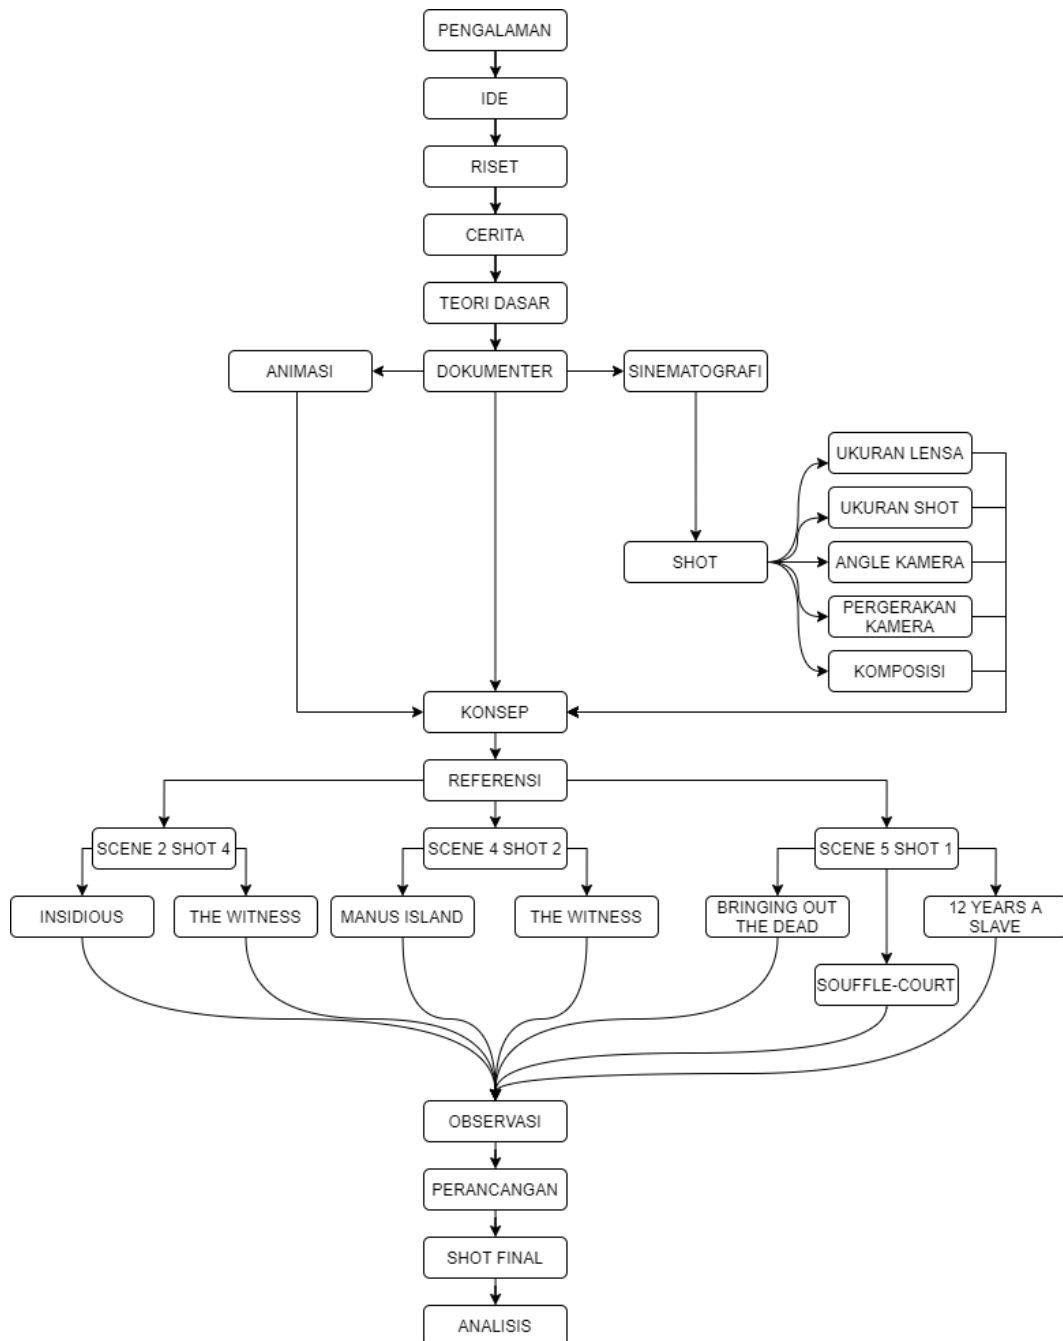 PENGALAMAN
IDE
RISET
CERITA
TEORI DASAR
ANIMASI
DOKUMENTER
SINEMATOGRAFI
UKURAN LENSA
UKURAN SHOT
SHOT
ANGLE KAMERA
PERGERAKAN
KAMERA
KOMPOSISI
KONSEP
REFERENSI
SCENE 2 SHOT 4
SCENE 4 SHOT 2
SCENE 5 SHOT 1
INSIDIOUS
THE WITNESS
MANUS ISLAND
THE WITNESS
BRINGING OUT
THE DEAD
12 YEARS A
SLAVE
SOUFFLE-COURT
OBSERVASI
PERANCANGAN
SHOT FINAL
ANALISIS